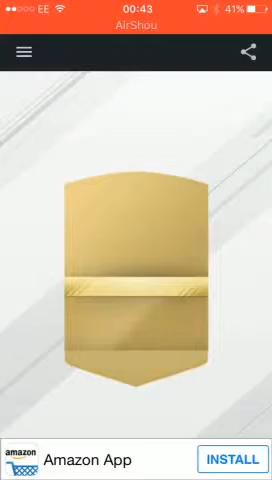 EE 00:43 41%
AirShou
amazon
Amazon App
INSTALL